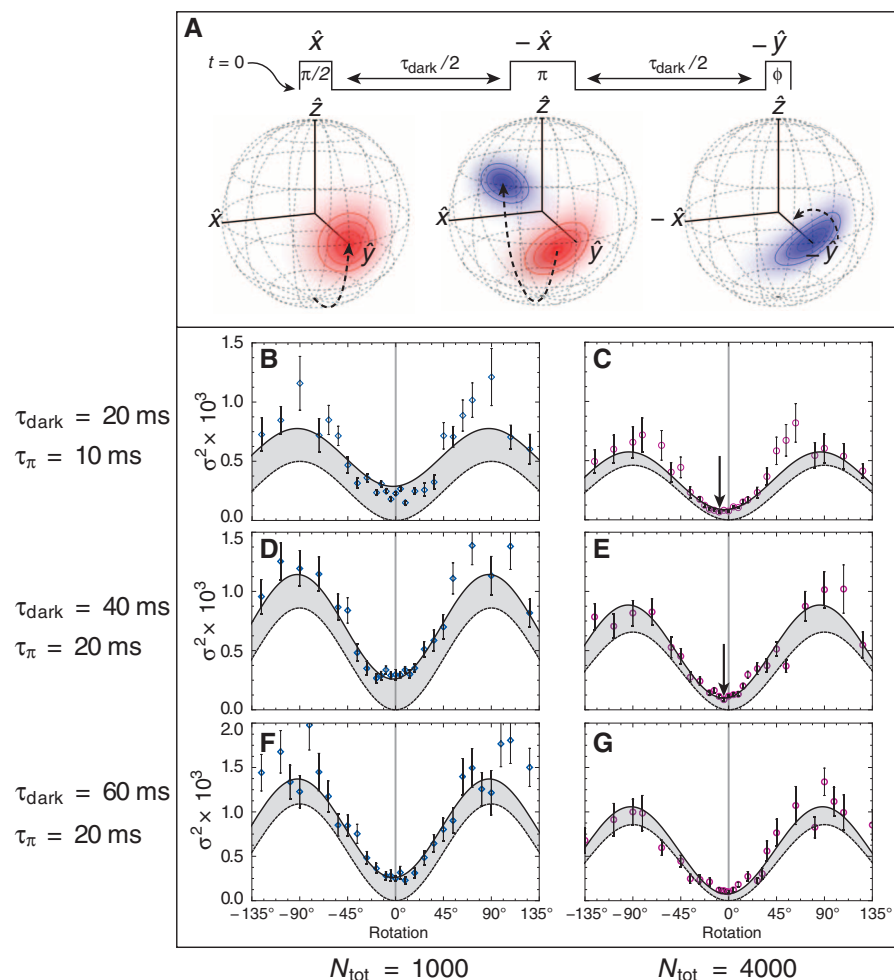 A
x̂
− x̂
− ŷ
t = 0
π/2
τdark/2
π
τdark/2
ϕ
ẑ
ẑ
ẑ
x̂
ŷ
x̂
ŷ
− x̂
− ŷ
τdark = 20 ms
τπ = 10 ms
B
C
σ² × 10³
1.5
1.0
0.5
0.0
τdark = 40 ms
τπ = 20 ms
D
E
σ² × 10³
1.5
1.0
0.5
0.0
τdark = 60 ms
τπ = 20 ms
F
G
σ² × 10³
2.0
1.5
1.0
0.5
0.0
−135° −90° −45° 0° 45° 90° 135°
−135° −90° −45° 0° 45° 90° 135°
Rotation
Rotation
Ntot = 1000
Ntot = 4000